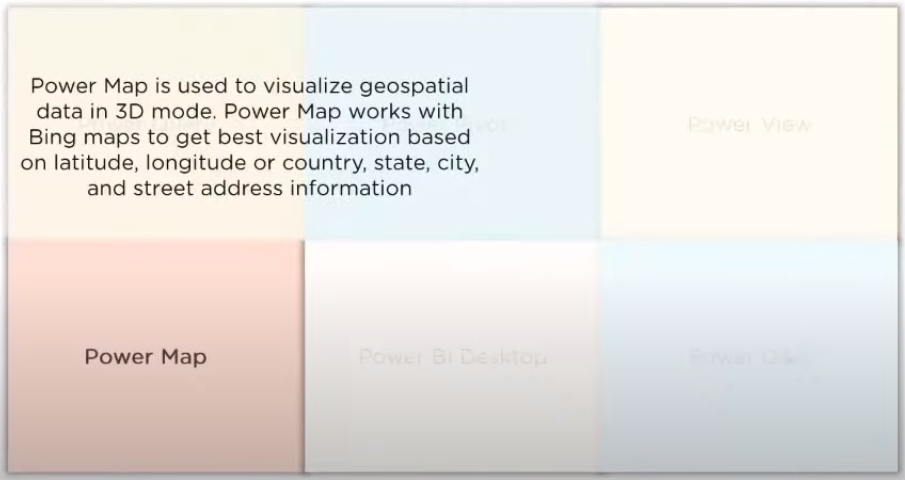 Power Map is used to visualize geospatial
data in 3D mode. Power Map works with
Bing maps to get best visualization based
on latitude, longitude or country, state, city,
and street address information
Power View
Power Map
Power BI Desktop
Power Q&A